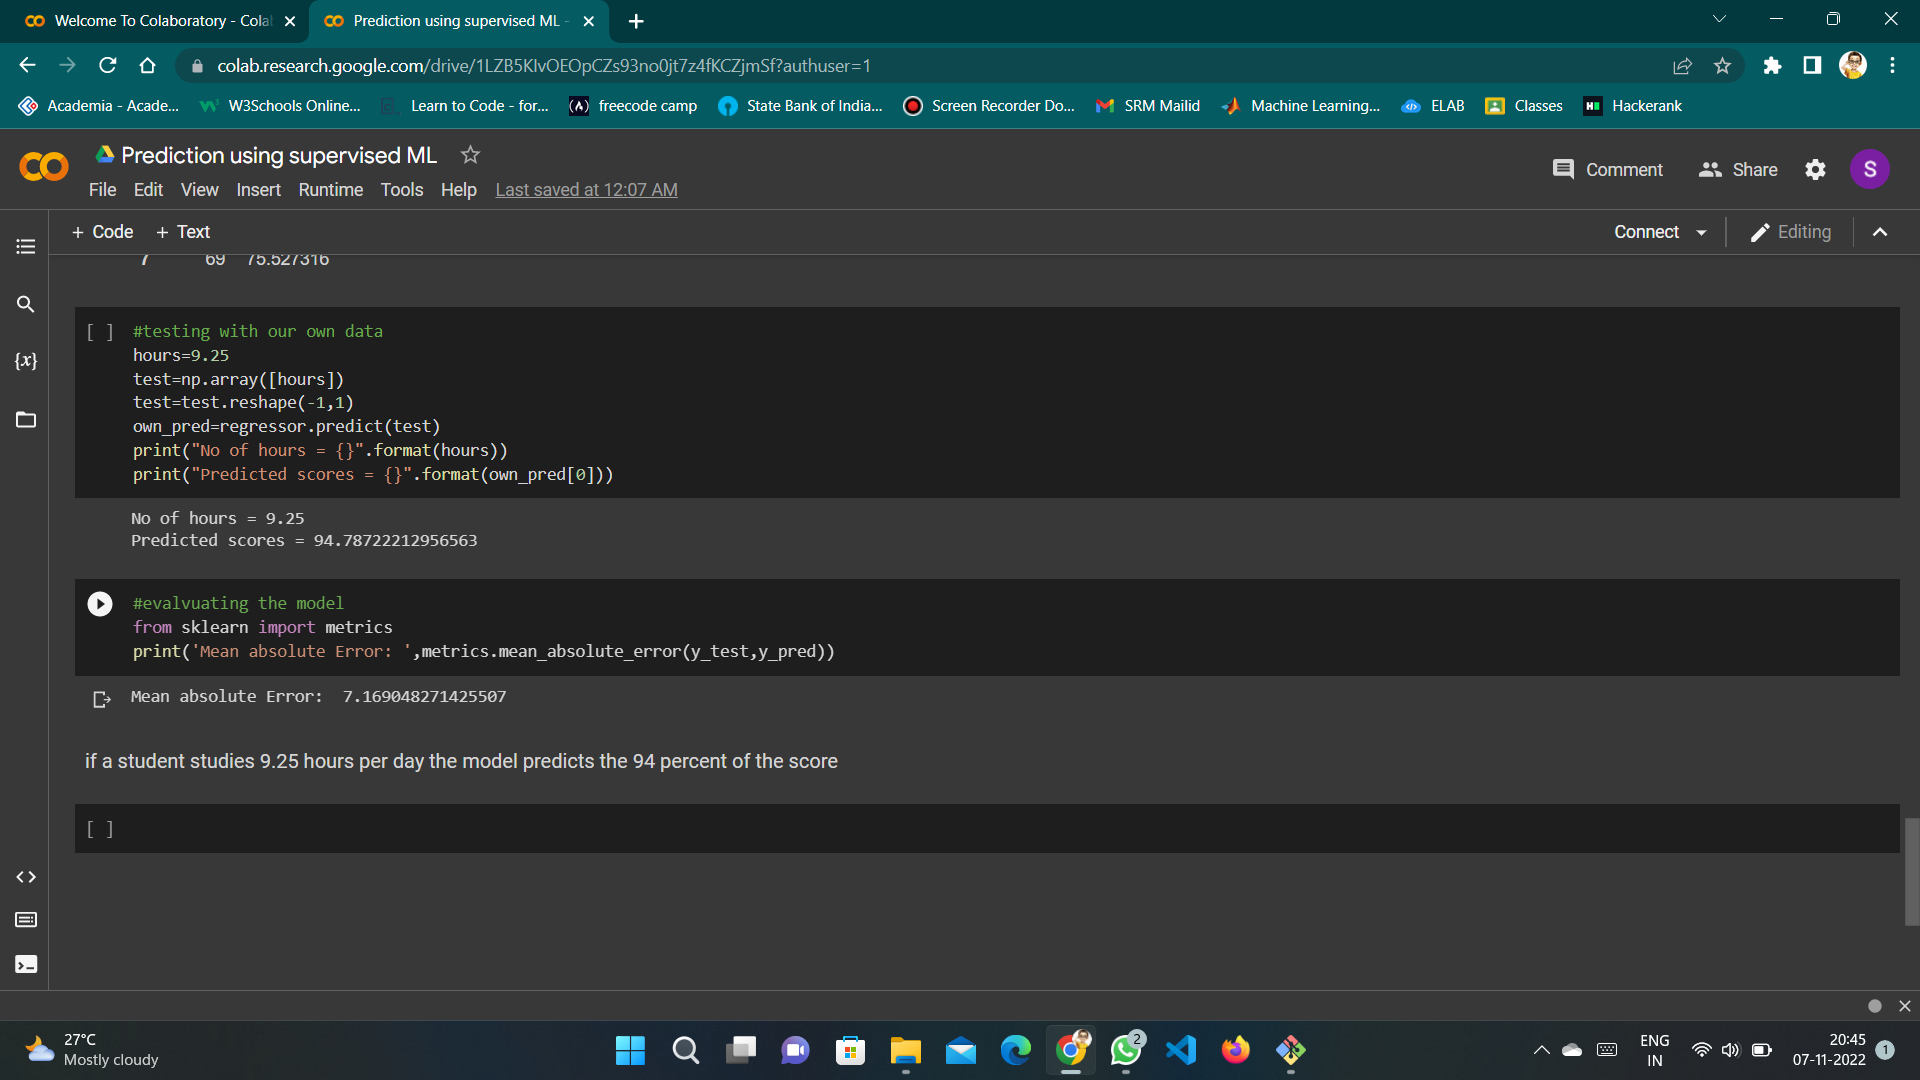 Welcome To Colaboratory - Cola
Prediction using supervised ML -
colab.research.google.com/drive/1LZB5KIvOEOpCZs93no0jt7z4fKCZjmSf?authuser=1
Academia - Acade...
W3Schools Online...
Learn to Code - for...
freecode camp
State Bank of India...
Screen Recorder Do...
SRM Mailid
Machine Learning...
ELAB
Classes
Hackerank
Prediction using supervised ML
Comment
Share
S
File Edit View Insert Runtime Tools Help Last saved at 12:07 AM
+ Code + Text
Connect
Editing
7 69 75.527316
[ ] #testing with our own data
hours=9.25
test=np.array([hours])
test=test.reshape(-1,1)
own_pred=regressor.predict(test)
print("No of hours = {}".format(hours))
print("Predicted scores = {}".format(own_pred[0]))
No of hours = 9.25
Predicted scores = 94.78722212956563
#evalvuating the model
from sklearn import metrics
print('Mean absolute Error: ',metrics.mean_absolute_error(y_test,y_pred))
Mean absolute Error:  7.169048271425507
if a student studies 9.25 hours per day the model predicts the 94 percent of the score
[ ]
27°C
Mostly cloudy
2
ENG
IN
20:45
07-11-2022
1